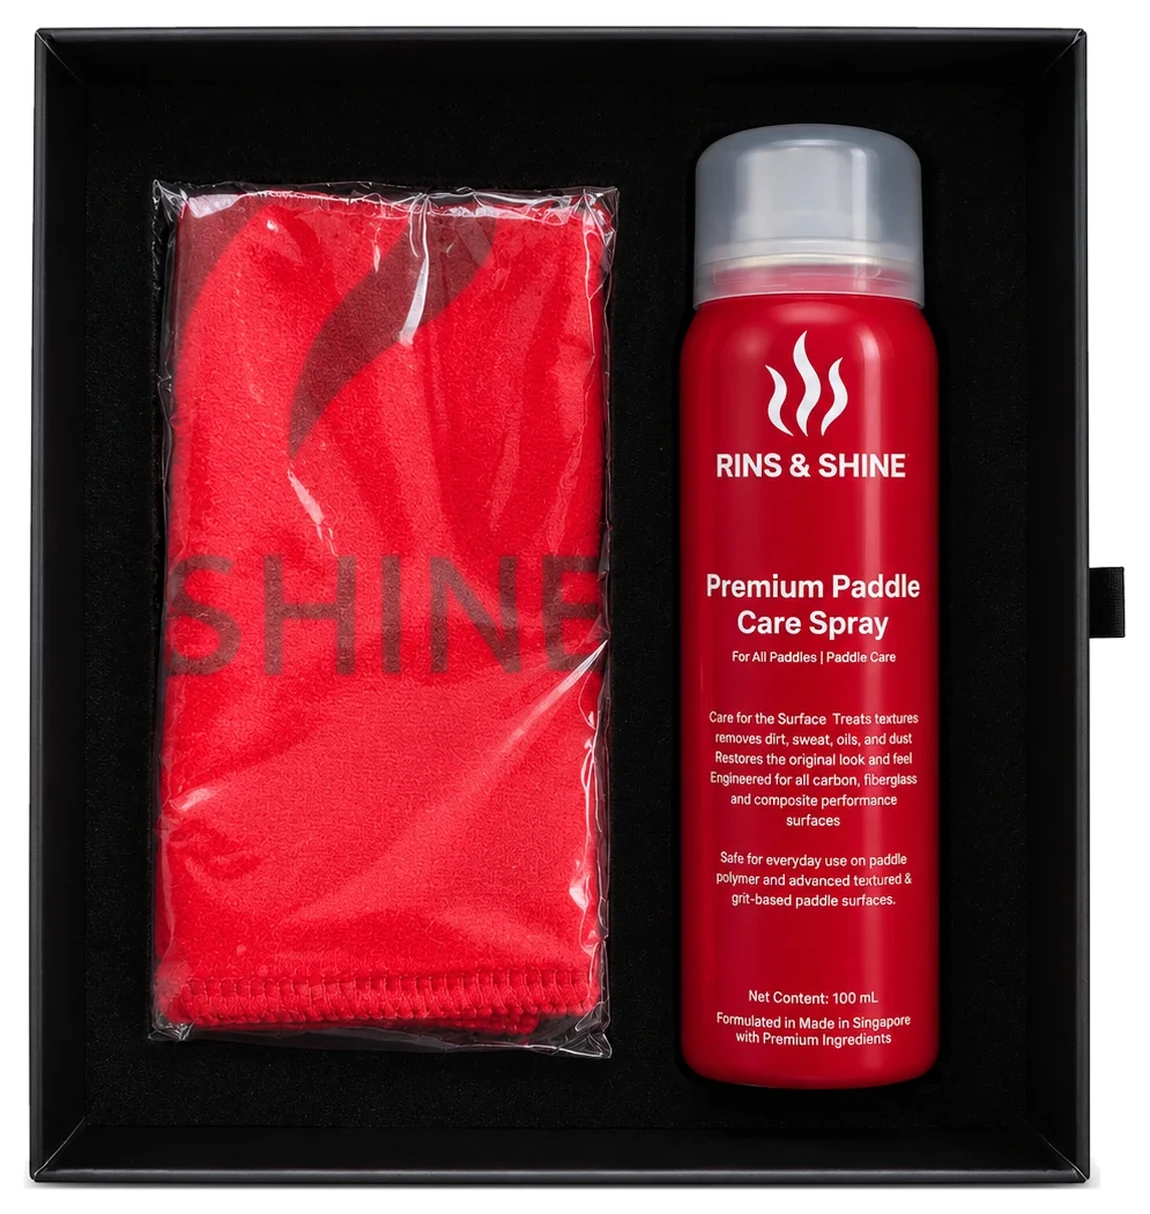 SHINE
RINS & SHINE
Premium Paddle
Care Spray
For All Paddles | Paddle Care
Care for the Surface Treats textures
removes dirt, sweat, oils, and dust
Restores the original look and feel
Engineered for all carbon, fiberglass
and composite performance
surfaces
Safe for everyday use on paddle
polymer and advanced textured &
grit-based paddle surfaces.
Net Content: 100 mL
Formulated in Made in Singapore
with Premium Ingredients